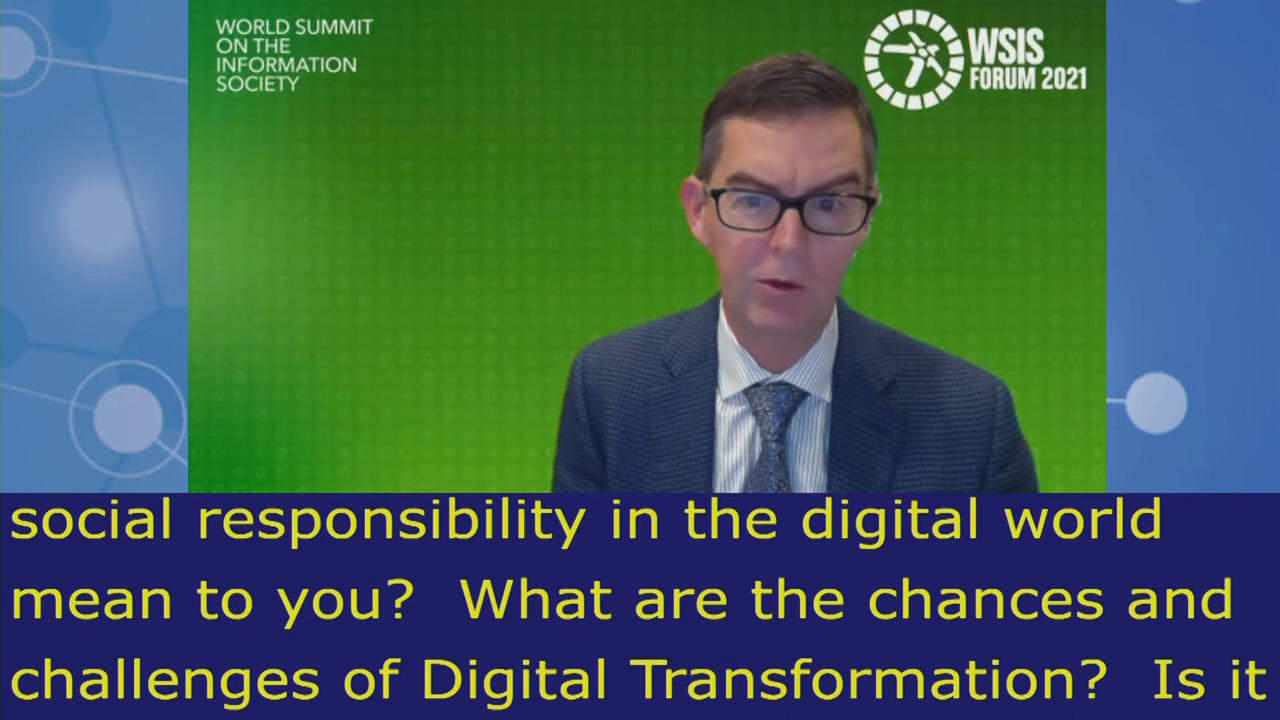 WORLD SUMMIT
ON THE
INFORMATION
SOCIETY
WSIS
FORUM 2021
social responsibility in the digital world
mean to you?  What are the chances and
challenges of Digital Transformation?  Is it